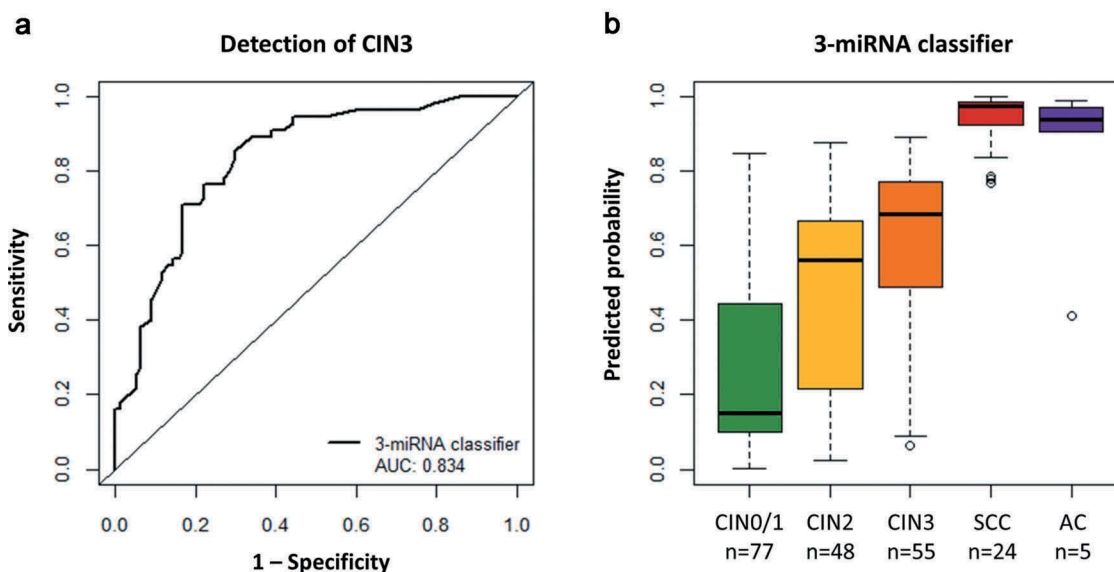 a
Detection of CIN3
Sensitivity
1.0
0.8
0.6
0.4
0.2
0.0
3-miRNA classifier
AUC: 0.834
0.0 0.2 0.4 0.6 0.8 1.0
1 – Specificity
b
3-miRNA classifier
Predicted probability
1.0
0.8
0.6
0.4
0.2
0.0
CIN0/1 CIN2 CIN3 SCC AC
n=77 n=48 n=55 n=24 n=5